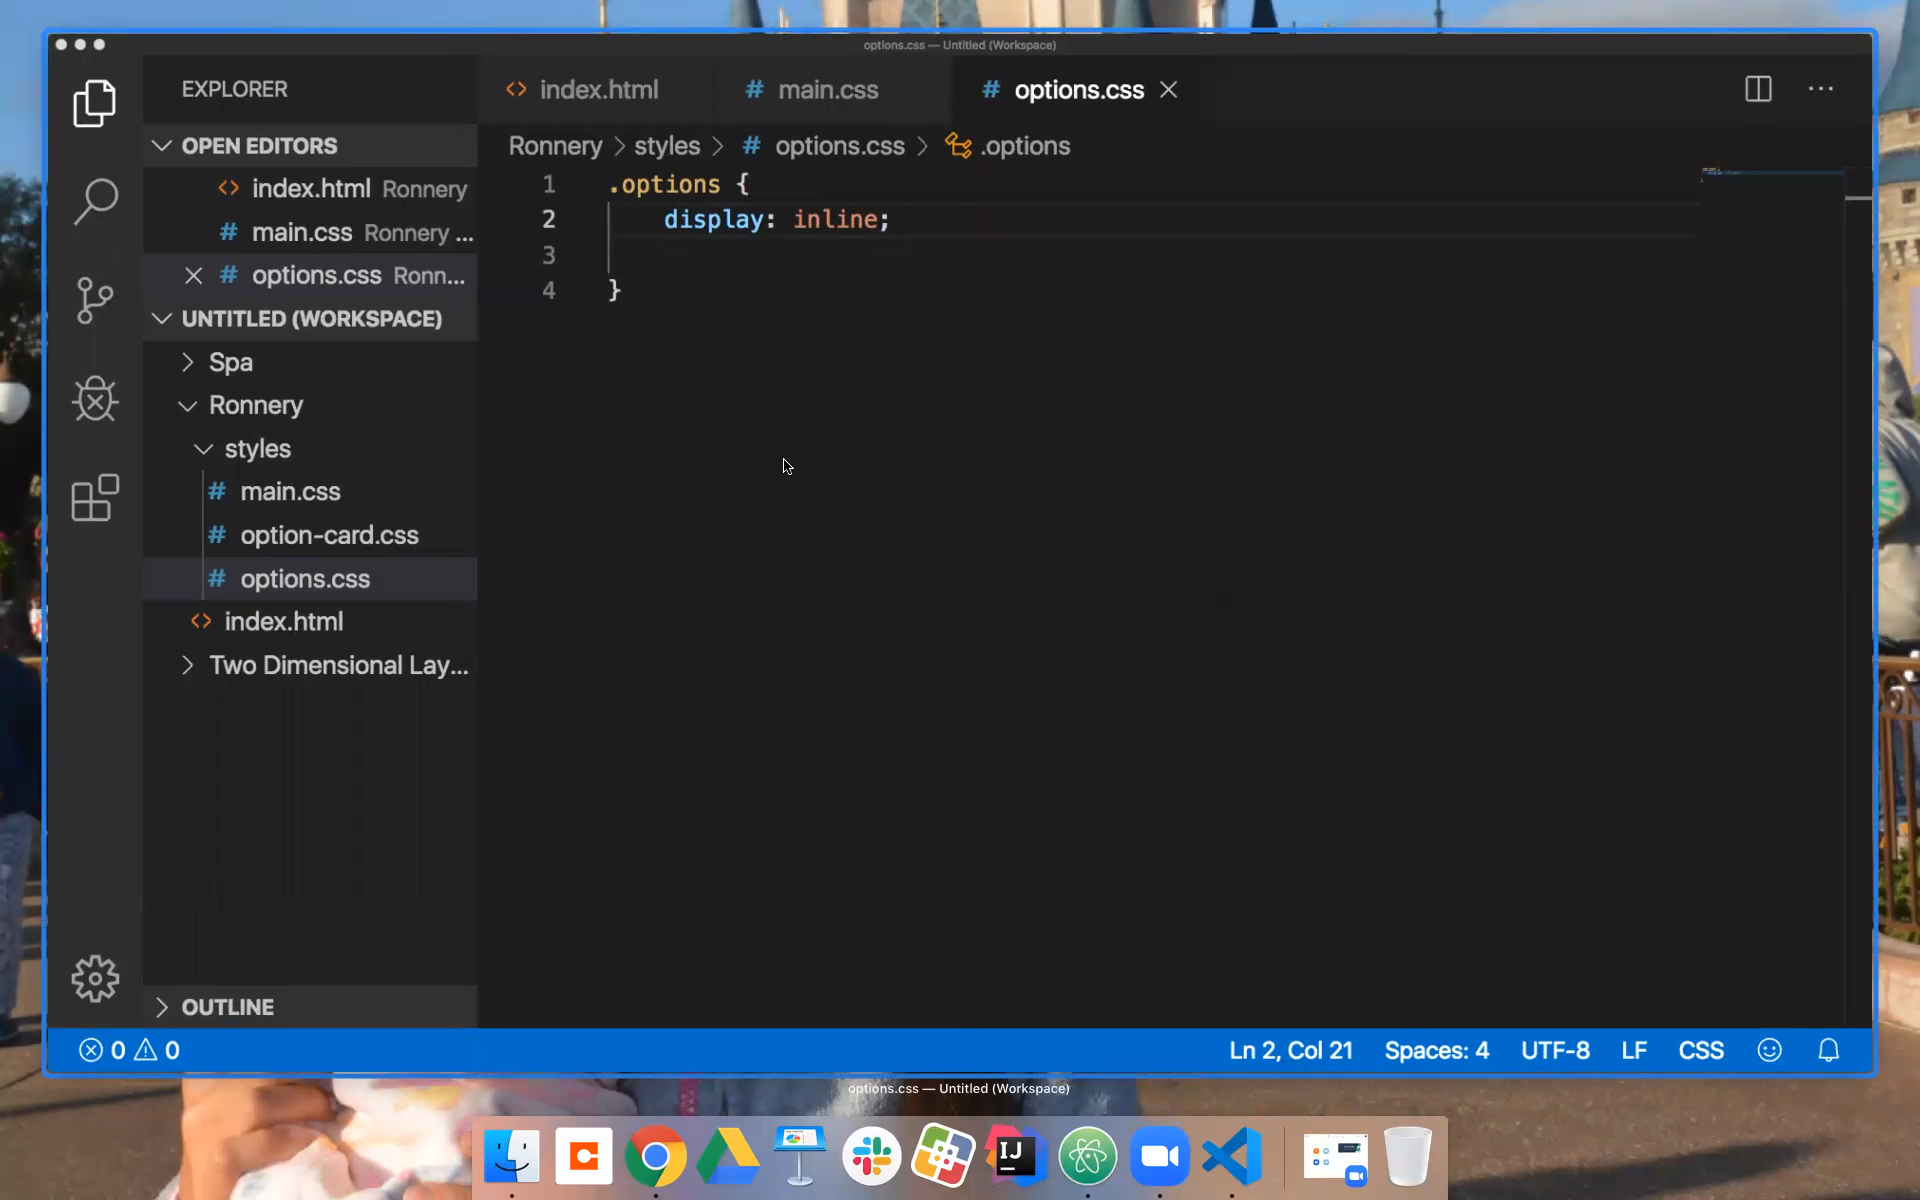 options.css — Untitled (Workspace)
EXPLORER
index.html
main.css
options.css
OPEN EDITORS
index.html Ronnery
main.css Ronnery ...
options.css Ronn...
UNTITLED (WORKSPACE)
Spa
Ronnery
styles
main.css
option-card.css
options.css
index.html
Two Dimensional Lay...
OUTLINE
Ronnery > styles > # options.css > .options
1 .options {
2 display: inline;
3
4 }
0 0
Ln 2, Col 21 Spaces: 4 UTF-8 LF CSS
options.css — Untitled (Workspace)
IJ